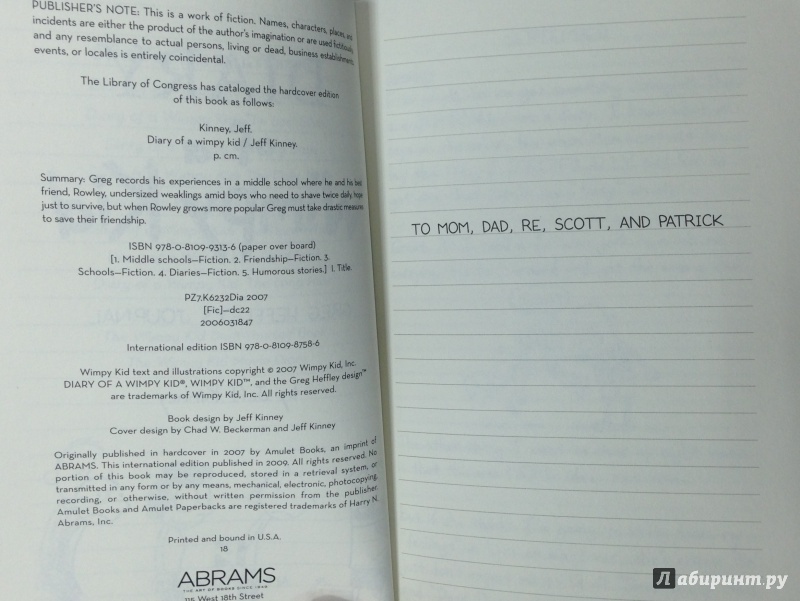 PUBLISHER'S NOTE: This is a work of fiction. Names, characters, places, and
incidents are either the product of the author's imagination or are used fictitiously,
and any resemblance to actual persons, living or dead, business establishments,
events, or locales is entirely coincidental.
The Library of Congress has cataloged the hardcover edition
of this book as follows:
Kinney, Jeff.
Diary of a wimpy kid / Jeff Kinney.
p. cm.
Summary: Greg records his experiences in a middle school where he and his best
friend, Rowley, undersized weaklings amid boys who need to shave twice daily, hope
just to survive, but when Rowley grows more popular Greg must take drastic measures
to save their friendship.
ISBN 978-0-8109-9313-6 (paper over board)
[1. Middle schools—Fiction. 2. Friendship—Fiction. 3.
Schools—Fiction. 4. Diaries—Fiction. 5. Humorous stories.] I. Title.
PZ7.K6232Dia 2007
[Fic]—dc22
2006031847
International edition ISBN 978-0-8109-8758-6
Wimpy Kid text and illustrations copyright © 2007 Wimpy Kid, Inc.
DIARY OF A WIMPY KID®, WIMPY KID™, and the Greg Heffley design™
are trademarks of Wimpy Kid, Inc. All rights reserved.
Book design by Jeff Kinney
Cover design by Chad W. Beckerman and Jeff Kinney
Originally published in hardcover in 2007 by Amulet Books, an imprint of
ABRAMS. This international edition published in 2009. All rights reserved. No
portion of this book may be reproduced, stored in a retrieval system, or
transmitted in any form or by any means, mechanical, electronic, photocopying,
recording, or otherwise, without written permission from the publisher.
Amulet Books and Amulet Paperbacks are registered trademarks of Harry N.
Abrams, Inc.
Printed and bound in U.S.A.
18
ABRAMS
THE ART OF BOOKS SINCE 1949
115 West 18th Street
TO MOM, DAD, RE, SCOTT, AND PATRICK
Лабиринт.ру